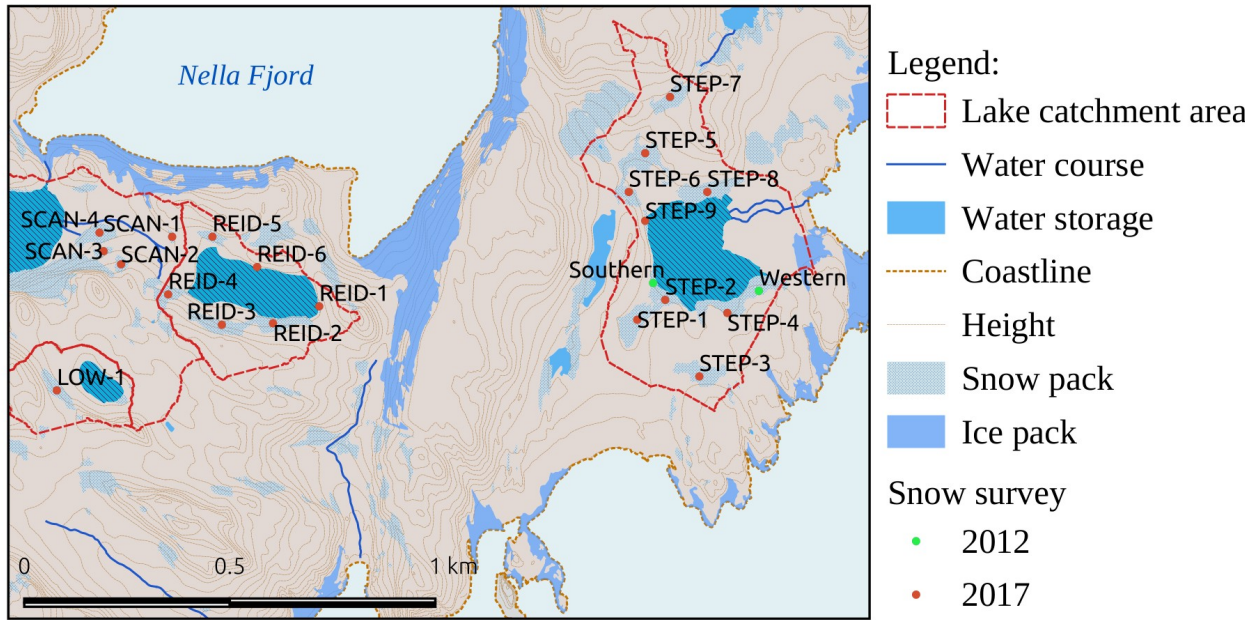 Nella Fjord
STEP-7
STEP-5
STEP-6
STEP-8
STEP-9
Southern
STEP-2
Western
STEP-1
STEP-4
STEP-3
SCAN-4
SCAN-1
REID-5
SCAN-3
SCAN-2
REID-6
REID-4
REID-1
REID-3
REID-2
LOW-1
0
0.5
1 km
Legend:
Lake catchment area
Water course
Water storage
Coastline
Height
Snow pack
Ice pack
Snow survey
2012
2017